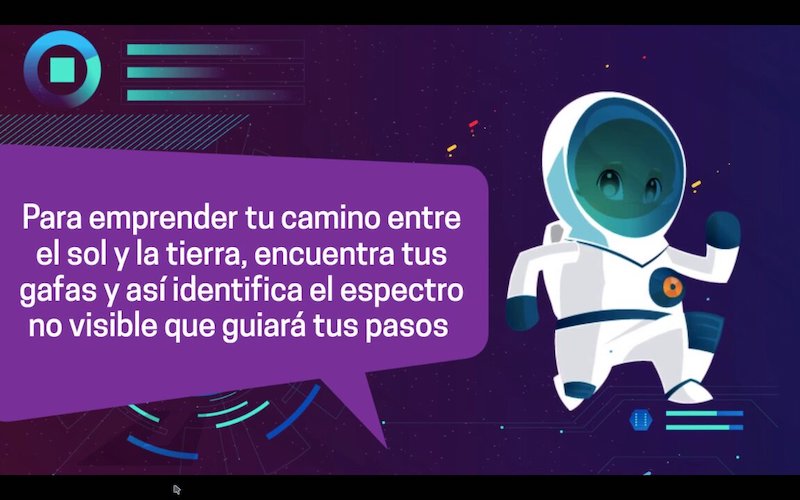 Para emprender tu camino entre
el sol y la tierra, encuentra tus
gafas y así identifica el espectro
no visible que guiará tus pasos